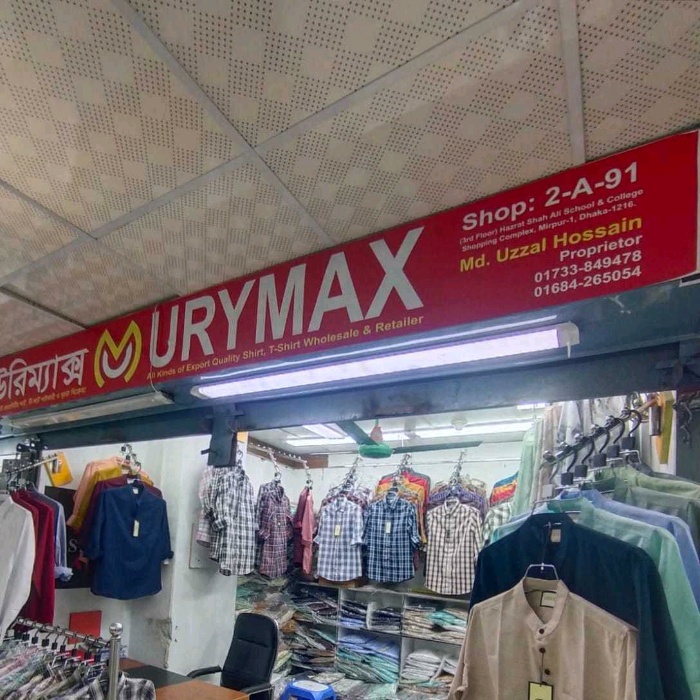 উরিম্যাক্স
URYMAX
All Kinds of Export Quality Shirt, T-Shirt Wholesale & Retailer
Shop: 2-A-91
(3rd Floor) Hazrat Shah Ali School & College
Shopping Complex, Mirpur-1, Dhaka-1216.
Md. Uzzal Hossain
Proprietor
01733-849478
01684-265054